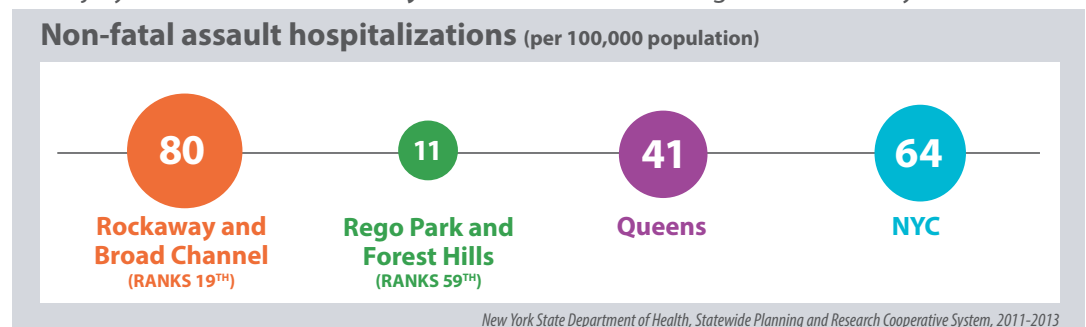 Non-fatal assault hospitalizations (per 100,000 population)
80
11
41
64
Rockaway and
Broad Channel
(RANKS 19TH)
Rego Park and
Forest Hills
(RANKS 59TH)
Queens
NYC
New York State Department of Health, Statewide Planning and Research Cooperative System, 2011-2013